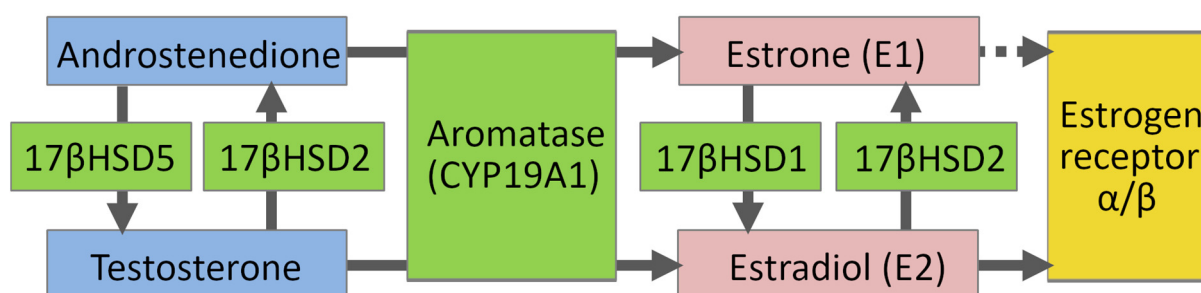 Androstenedione
Estrone (E1)
17βHSD5
17βHSD2
Aromatase
(CYP19A1)
17βHSD1
17βHSD2
Estrogen
receptor
α/β
Testosterone
Estradiol (E2)